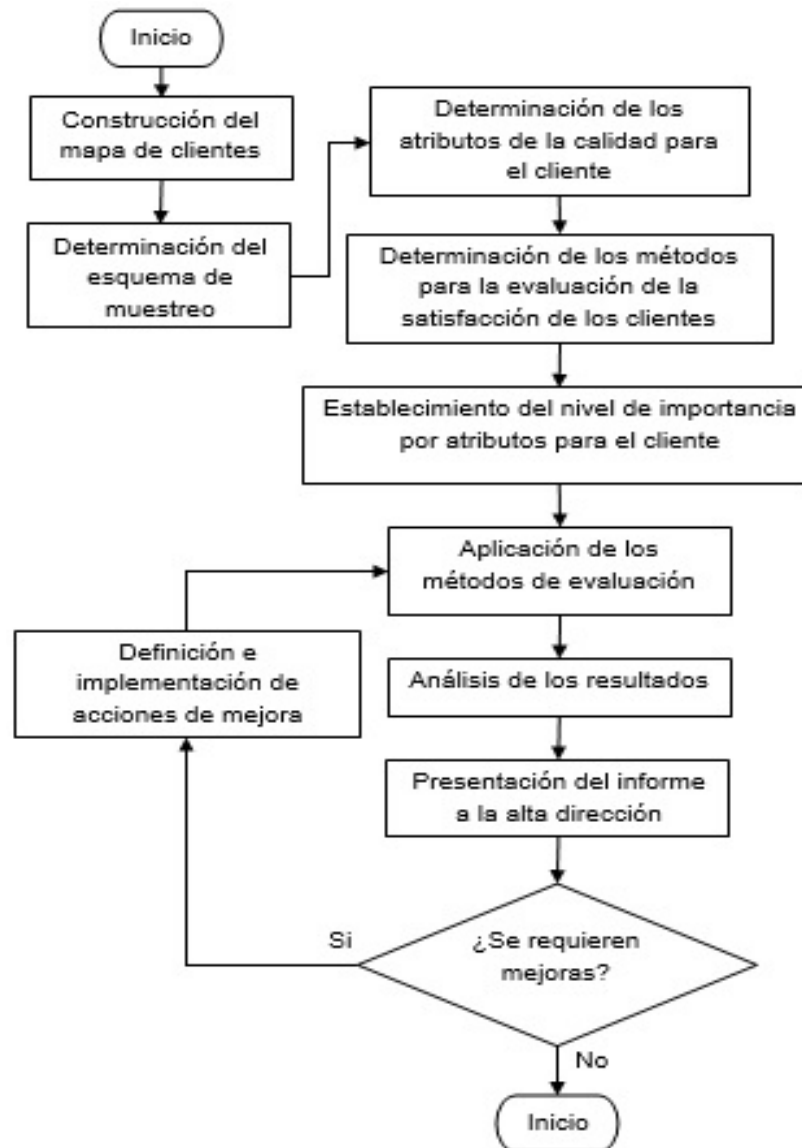 Inicio
Construcción del
mapa de clientes
Determinación del
esquema de
muestreo
Determinación de los
atributos de la calidad para
el cliente
Determinación de los métodos
para la evaluación de la
satisfacción de los clientes
Establecimiento del nivel de importancia
por atributos para el cliente
Aplicación de los
métodos de evaluación
Análisis de los resultados
Presentación del informe
a la alta dirección
¿Se requieren
mejoras?
Si
Definición e
implementación de
acciones de mejora
No
Inicio